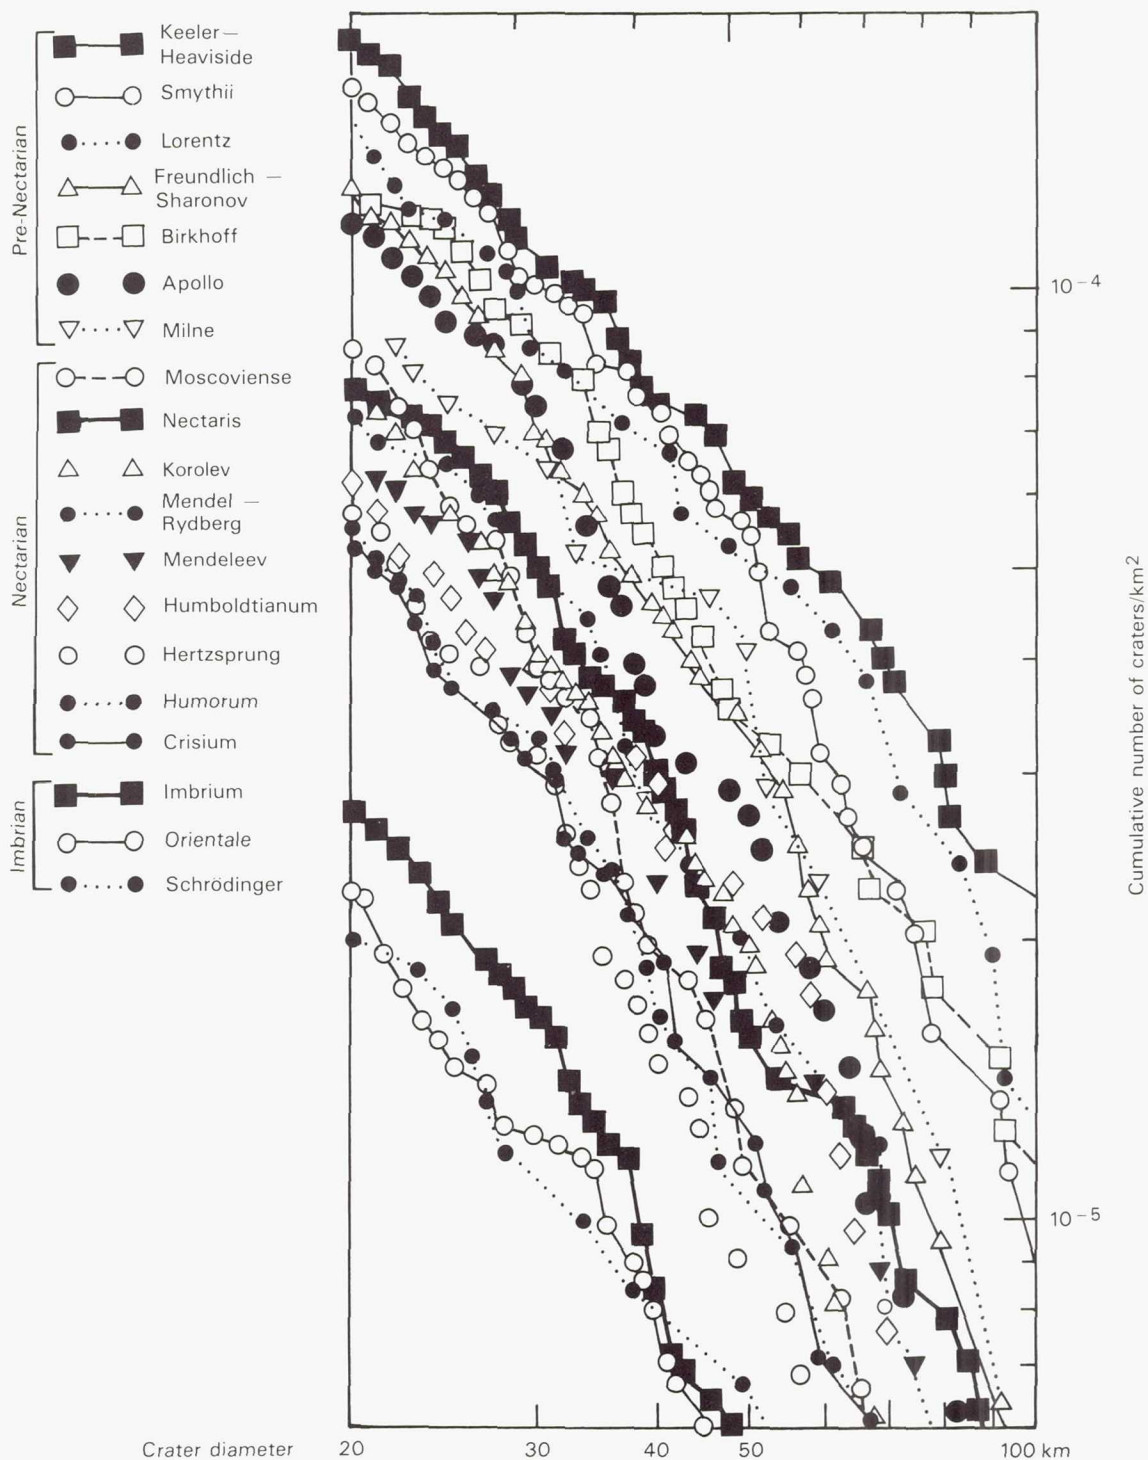 Pre-Nectarian
Keeler—
Heaviside
Smythii
Lorentz
Freundlich —
Sharonov
Birkhoff
Apollo
Milne
Nectarian
Moscoviense
Nectaris
Korolev
Mendel —
Rydberg
Mendeleev
Humboldtianum
Hertzsprung
Humorum
Crisium
Imbrian
Imbrium
Orientale
Schrödinger
10⁻⁴
10⁻⁵
Cumulative number of craters/km²
Crater diameter 20 30 40 50 100 km